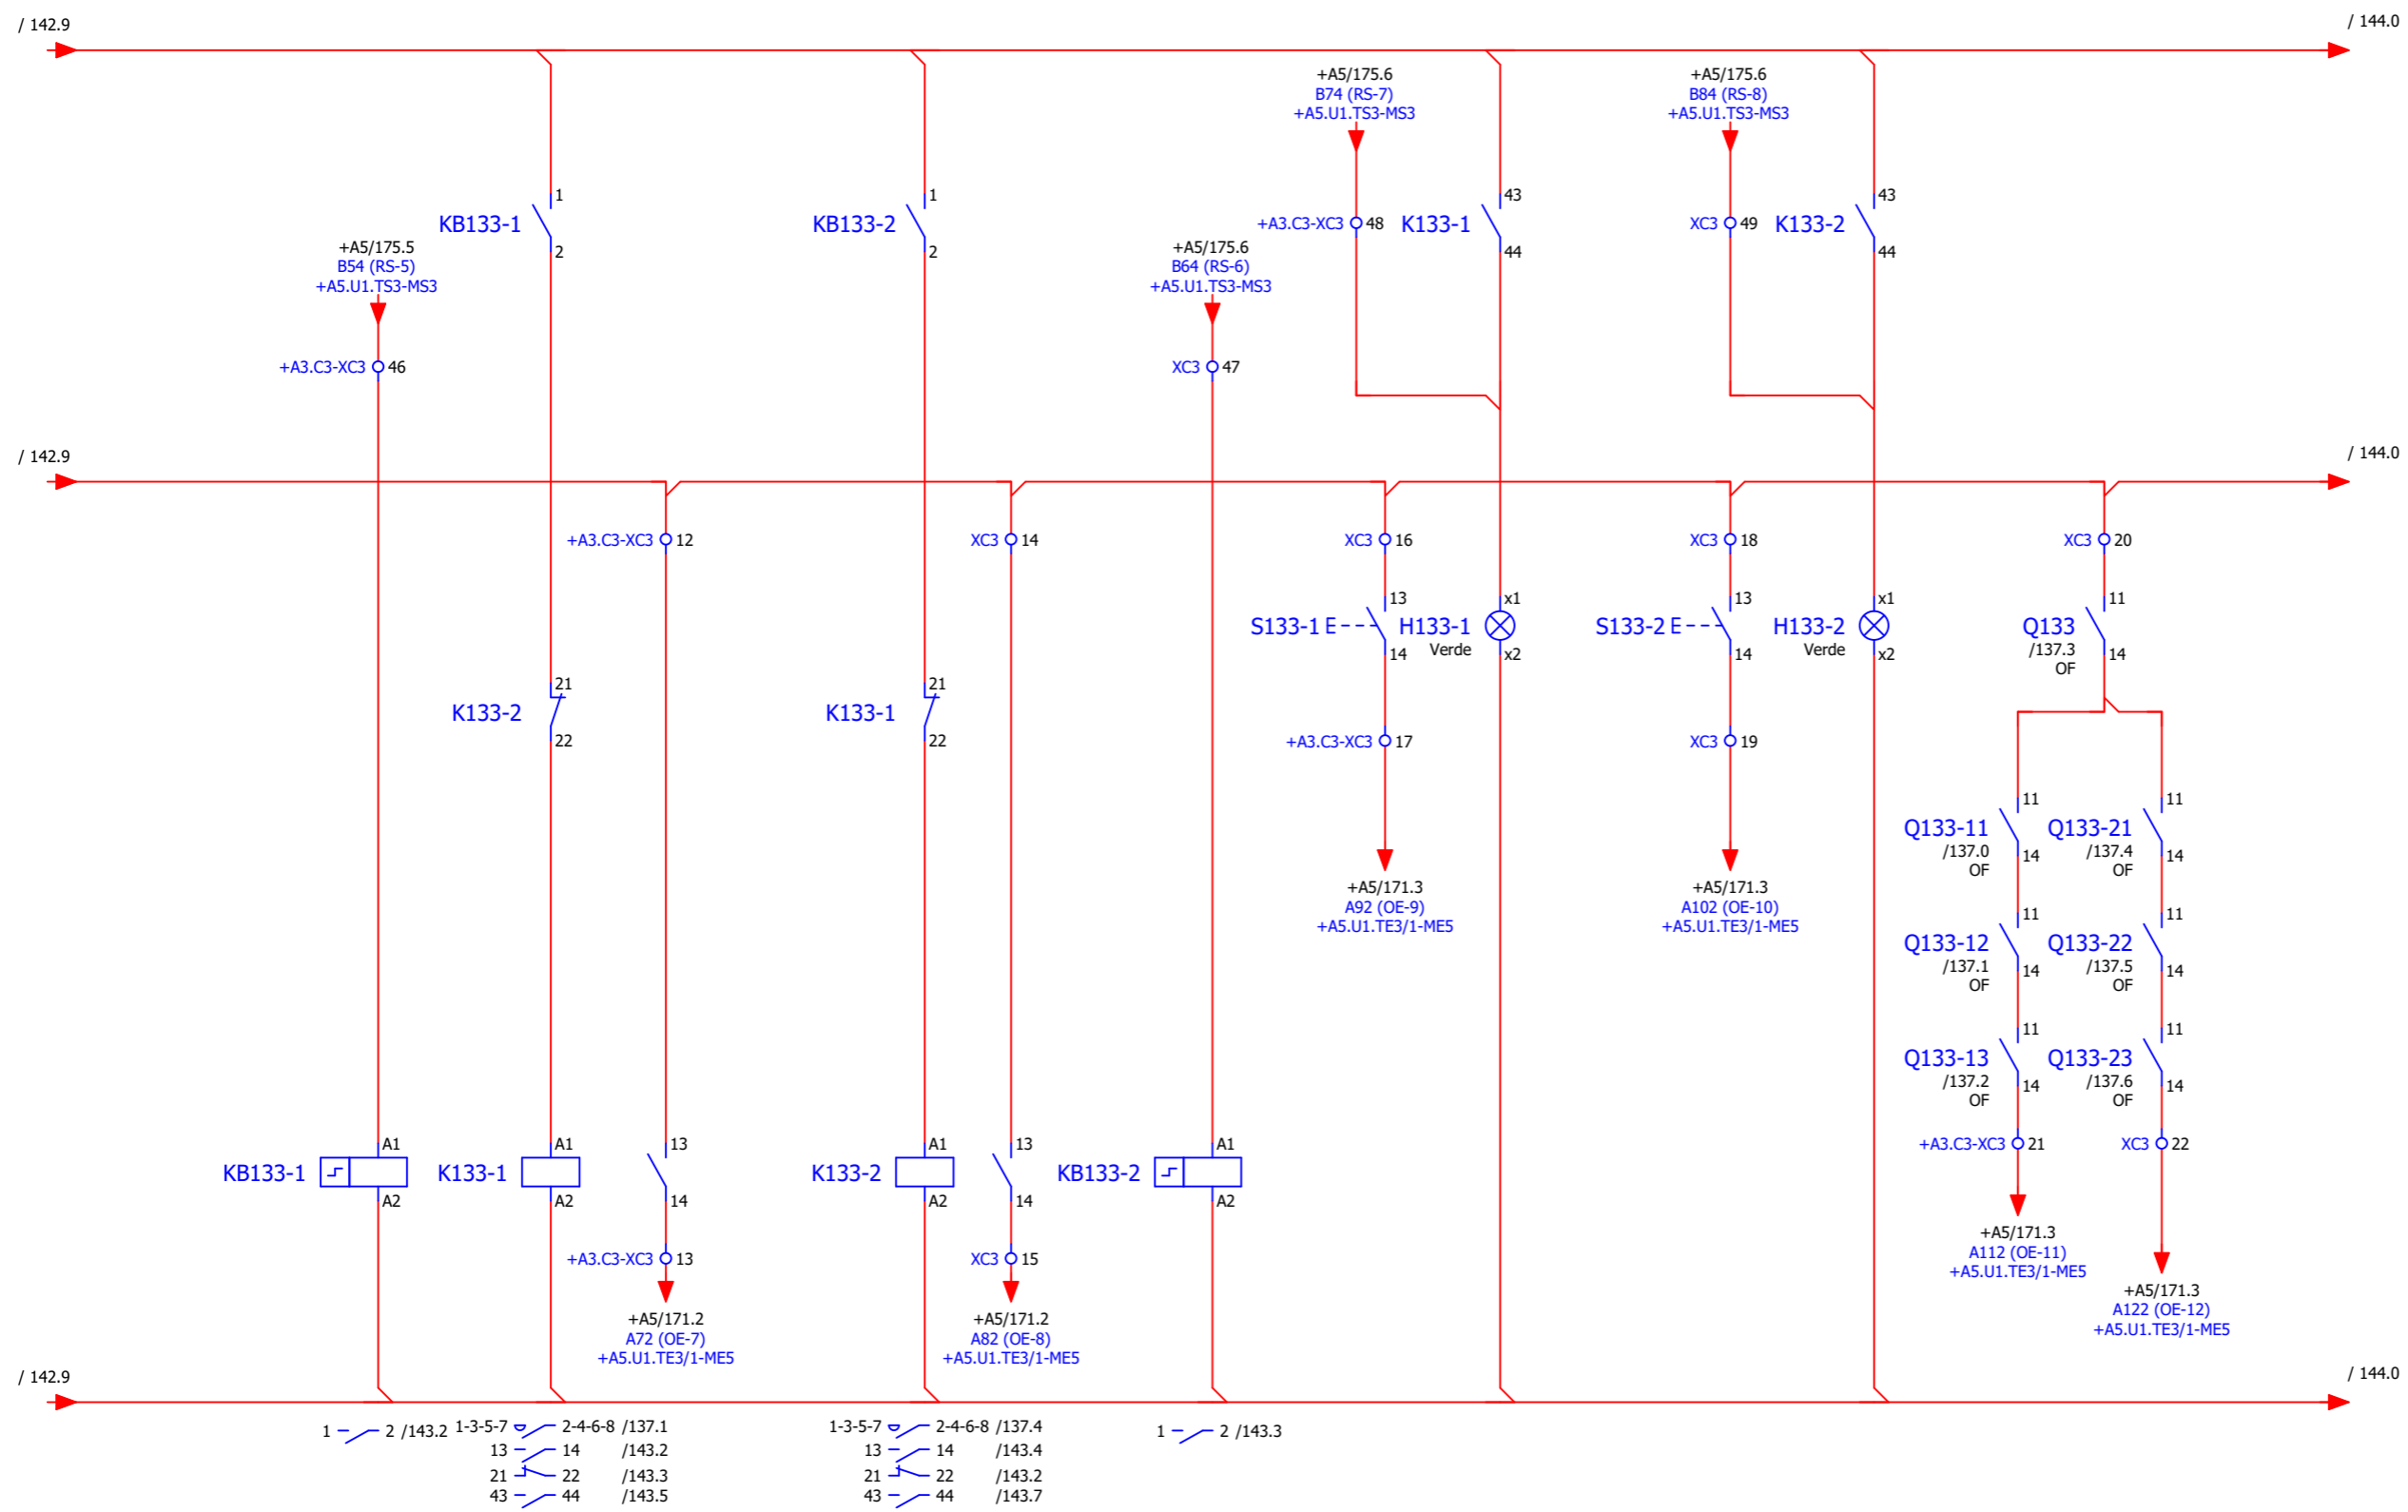 / 142.9
/ 144.0
+A5/175.6
B74 (RS-7)
+A5.U1.TS3-MS3
+A5/175.6
B84 (RS-8)
+A5.U1.TS3-MS3
KB133-1
1
2
KB133-2
1
2
+A3.C3-XC3
48
K133-1
43
44
XC3
49
K133-2
43
44
+A5/175.5
B54 (RS-5)
+A5.U1.TS3-MS3
+A5/175.6
B64 (RS-6)
+A5.U1.TS3-MS3
+A3.C3-XC3
46
XC3
47
/ 142.9
/ 144.0
+A3.C3-XC3
12
XC3
14
XC3
16
XC3
18
XC3
20
S133-1 E
13
14
H133-1
Verde
x1
x2
S133-2 E
13
14
H133-2
Verde
x1
x2
Q133
/137.3
OF
11
14
K133-2
21
22
K133-1
21
22
+A3.C3-XC3
17
XC3
19
Q133-11
/137.0
OF
11
14
Q133-21
/137.4
OF
11
14
+A5/171.3
A92 (OE-9)
+A5.U1.TE3/1-ME5
+A5/171.3
A102 (OE-10)
+A5.U1.TE3/1-ME5
Q133-12
/137.1
OF
11
14
Q133-22
/137.5
OF
11
14
Q133-13
/137.2
OF
11
14
Q133-23
/137.6
OF
11
14
KB133-1
A1
A2
K133-1
A1
A2
13
14
K133-2
A1
A2
13
14
KB133-2
A1
A2
+A3.C3-XC3
21
XC3
22
+A3.C3-XC3
13
XC3
15
+A5/171.2
A72 (OE-7)
+A5.U1.TE3/1-ME5
+A5/171.2
A82 (OE-8)
+A5.U1.TE3/1-ME5
+A5/171.3
A112 (OE-11)
+A5.U1.TE3/1-ME5
+A5/171.3
A122 (OE-12)
+A5.U1.TE3/1-ME5
/ 142.9
/ 144.0
1 2 /143.2
1-3-5-7 2-4-6-8 /137.1
13 14 /143.2
21 22 /143.3
43 44 /143.5
1-3-5-7 2-4-6-8 /137.4
13 14 /143.4
21 22 /143.2
43 44 /143.7
1 2 /143.3